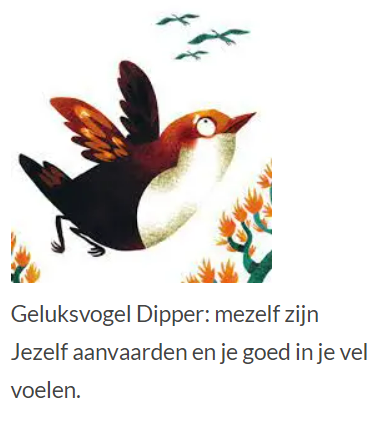 Geluksvogel Dipper: mezelf zijn
Jezelf aanvaarden en je goed in je vel
voelen.